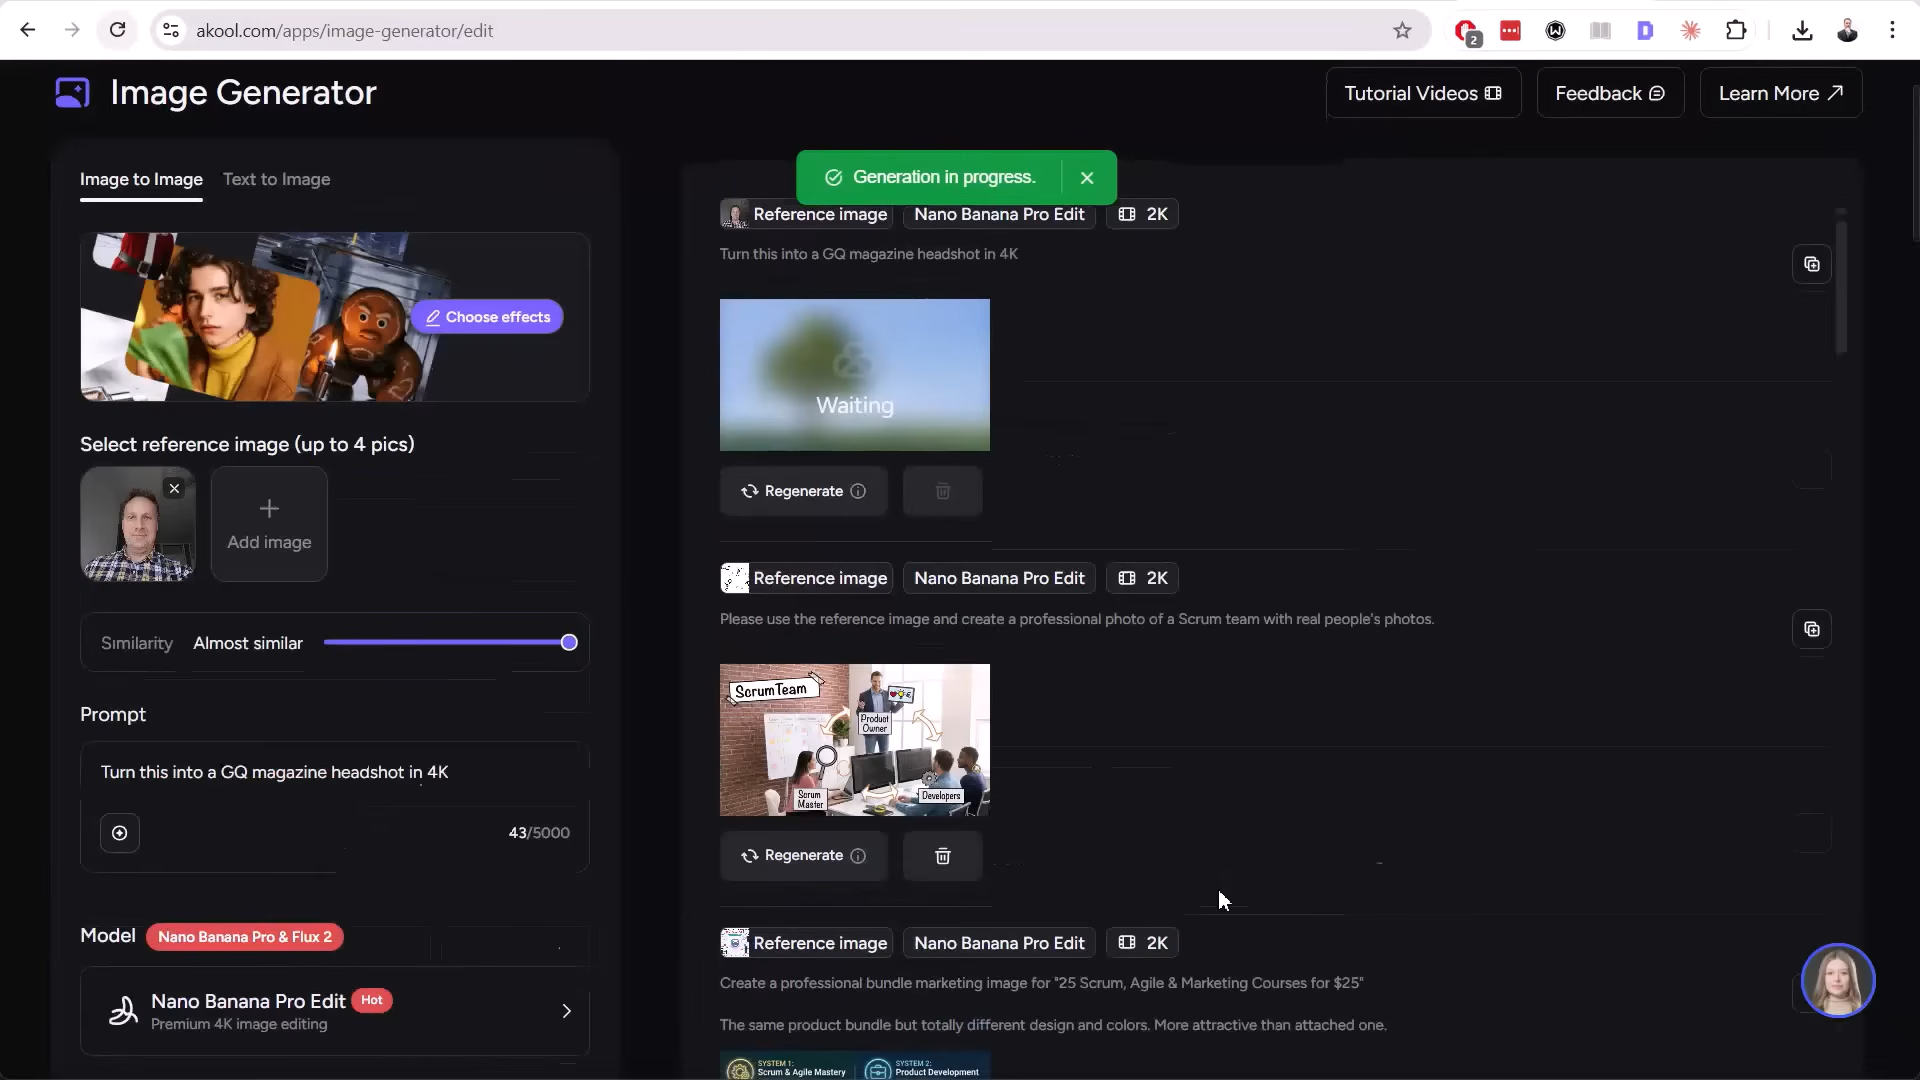 akool.com/apps/image-generator/edit
2
Image Generator
Tutorial Videos
Feedback
Learn More
Image to Image
Text to Image
Generation in progress.
Choose effects
Select reference image (up to 4 pics)
Add image
Similarity
Almost similar
Prompt
Turn this into a GQ magazine headshot in 4K
43/5000
Model
Nano Banana Pro & Flux 2
Nano Banana Pro Edit
Hot
Premium 4K image editing
Reference image
Nano Banana Pro Edit
2K
Turn this into a GQ magazine headshot in 4K
Waiting
Regenerate
Reference image
Nano Banana Pro Edit
2K
Please use the reference image and create a professional photo of a Scrum team with real people's photos.
Scrum Team
Product
Owner
Scrum
Master
Developers
Regenerate
Reference image
Nano Banana Pro Edit
2K
Create a professional bundle marketing image for "25 Scrum, Agile & Marketing Courses for $25"
The same product bundle but totally different design and colors. More attractive than attached one.
SYSTEM 1:
Scrum & Agile Mastery
SYSTEM 2:
Product Development